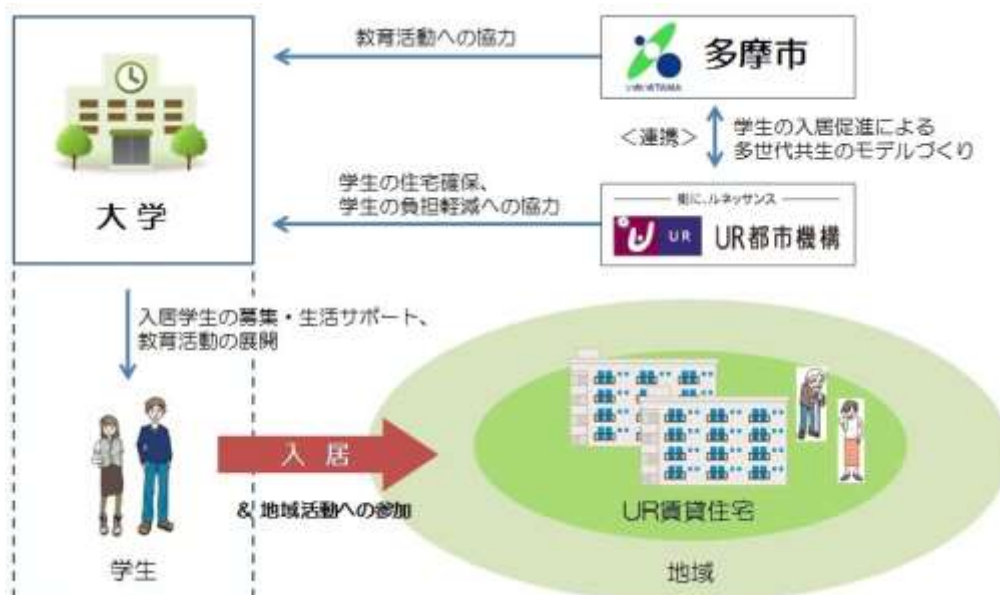 教育活動への協力
多摩市
<連携>
学生の入居促進による
多世代共生のモデルづくり
大学
学生の住宅確保、
学生の負担軽減への協力
街に、ルネッサンス
UR
UR都市機構
入居学生の募集・生活サポート、
教育活動の展開
入居
& 地域活動への参加
学生
UR賃貸住宅
地域